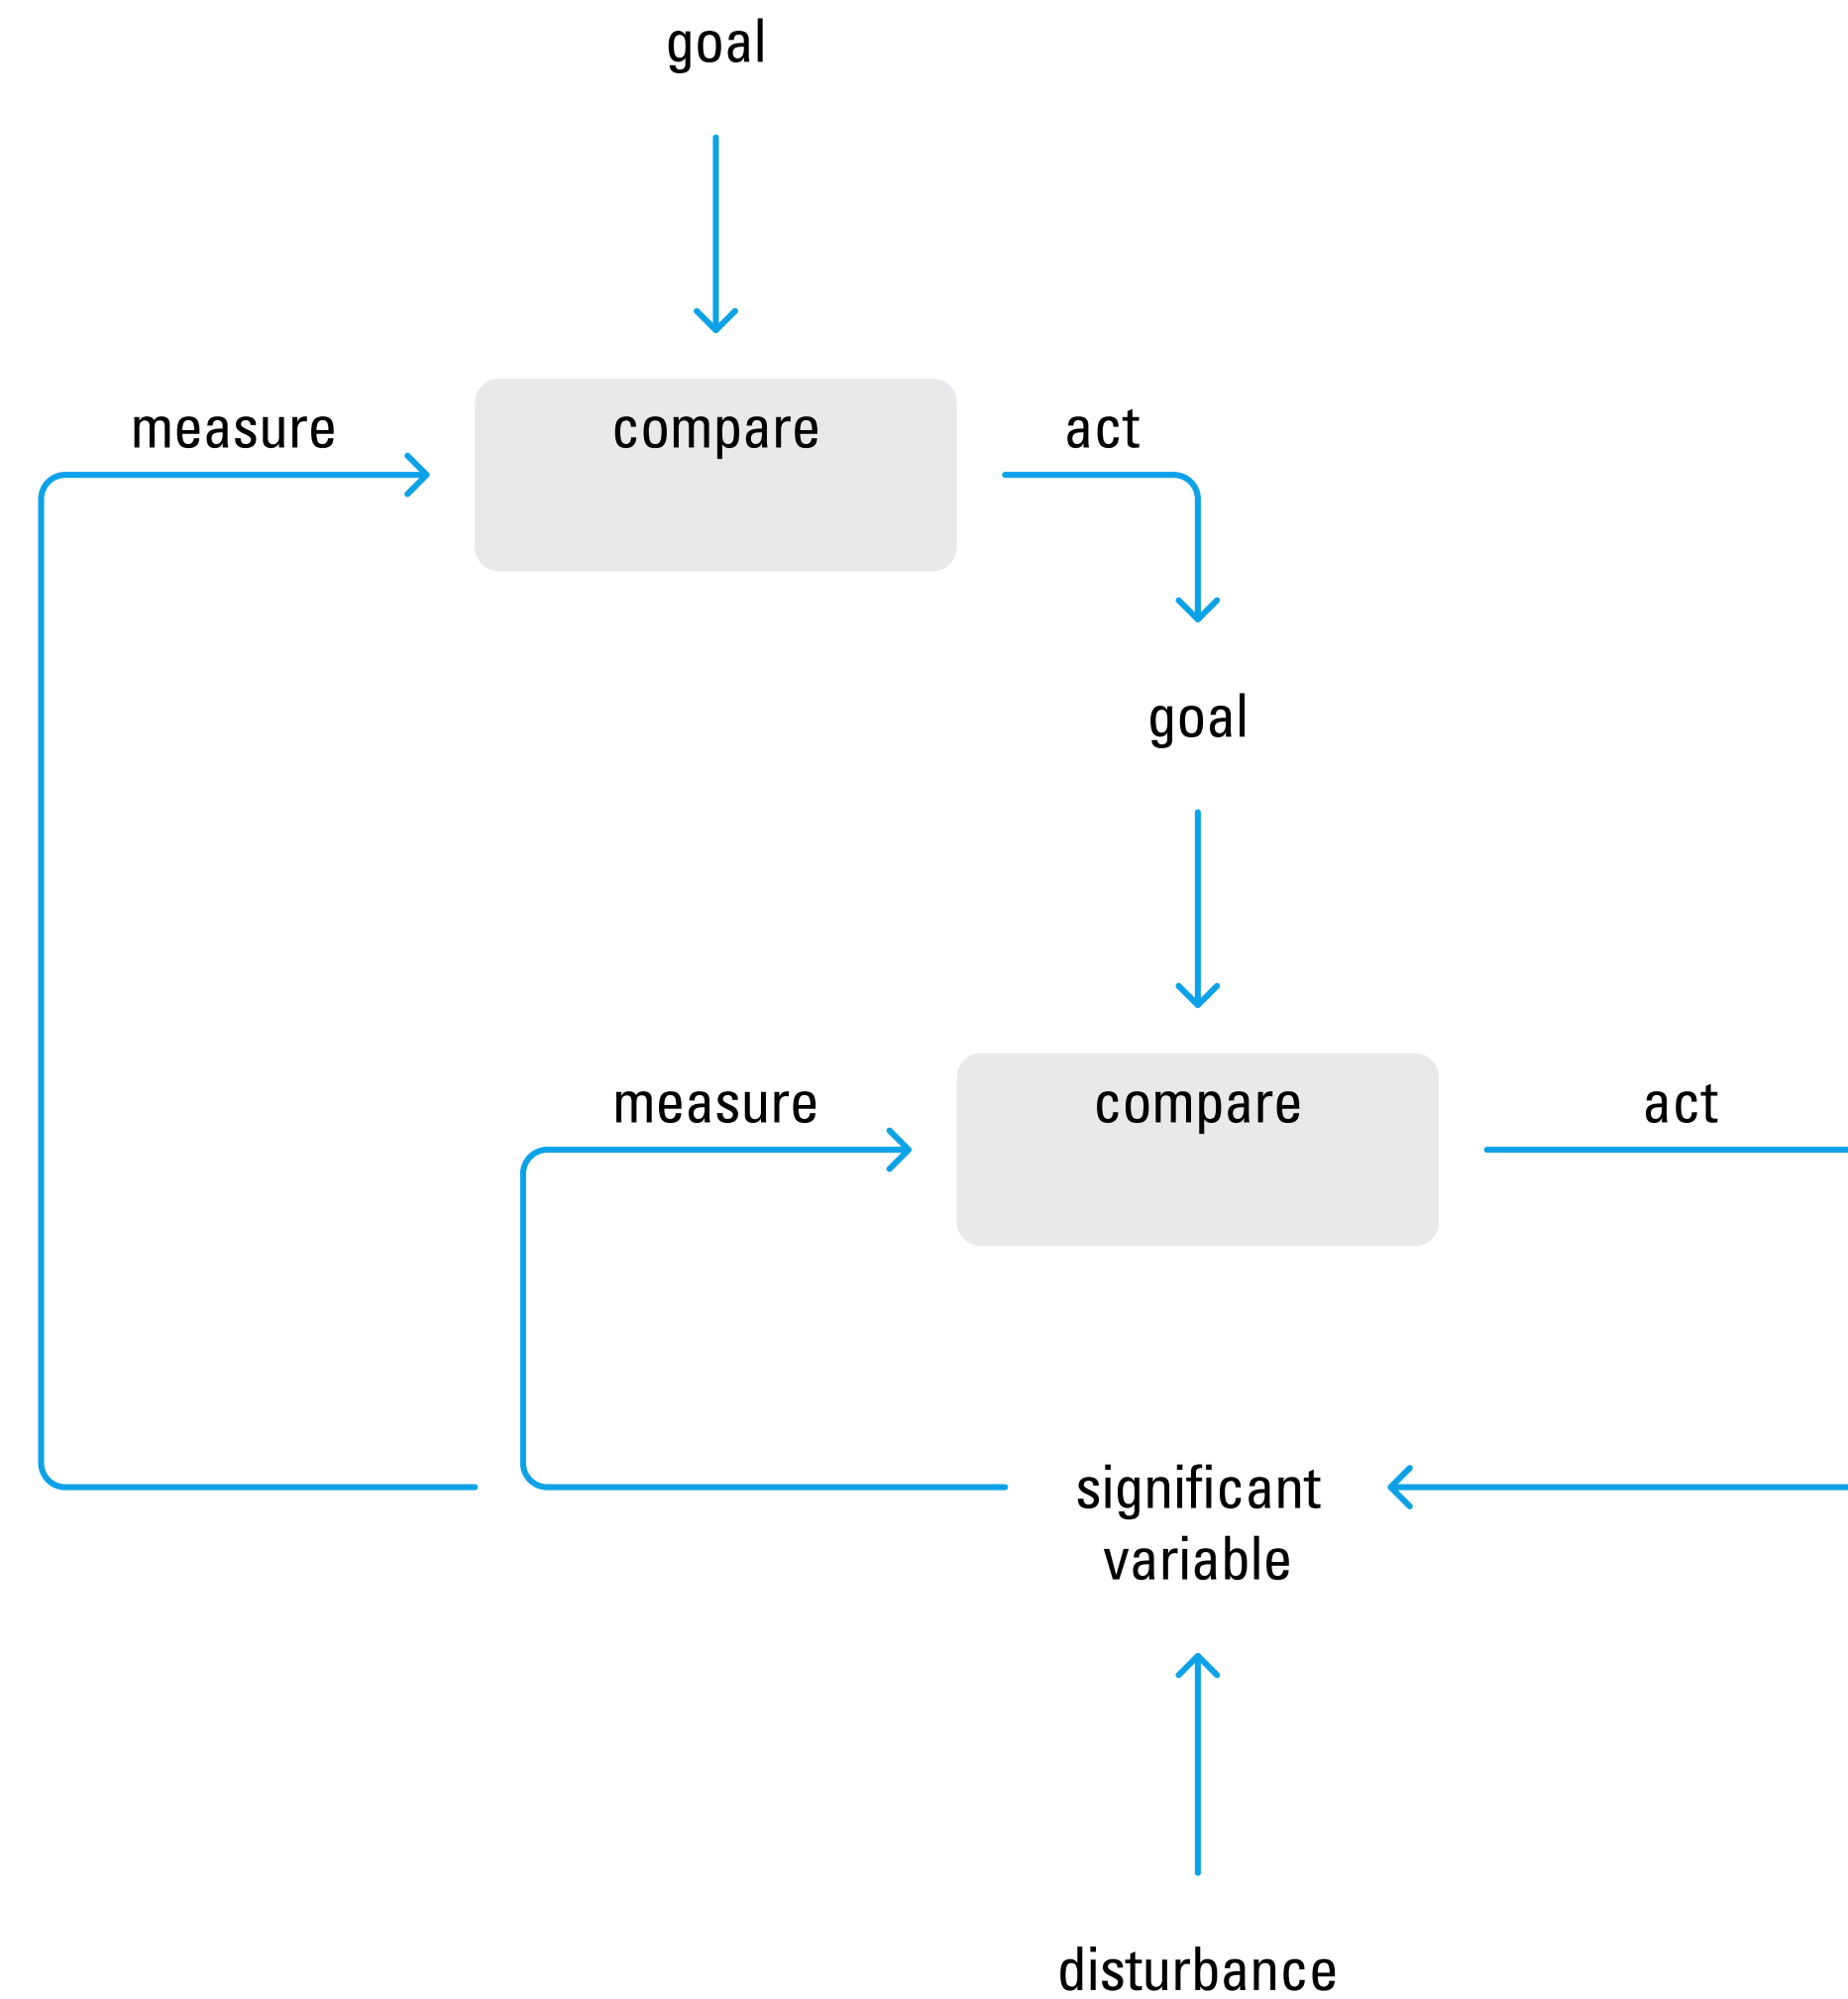 goal
measure
compare
act
goal
measure
compare
act
significant
variable
disturbance